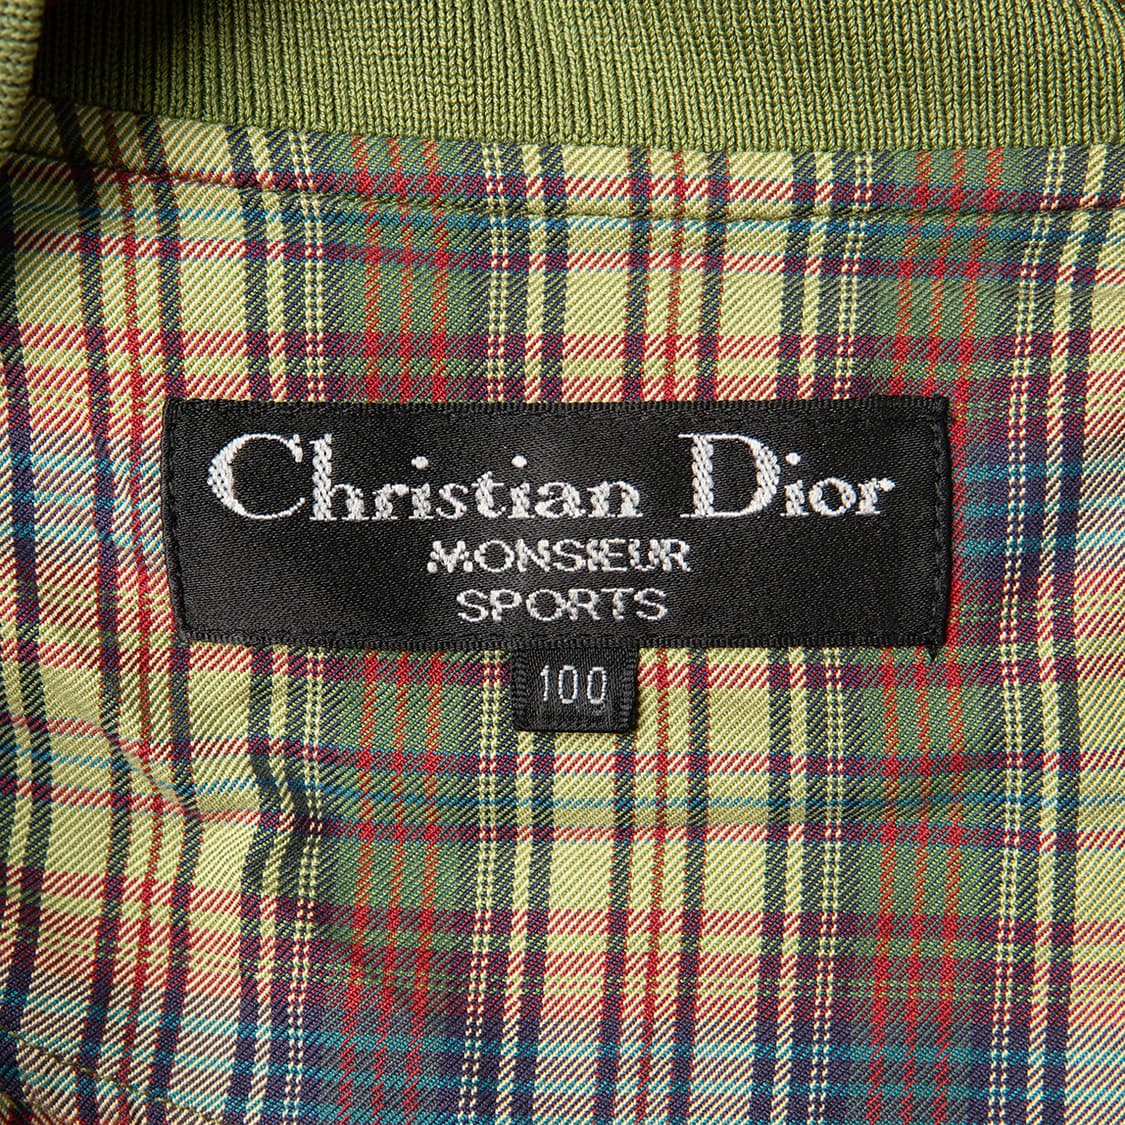 Christian Dior
MONSIEUR
SPORTS
100